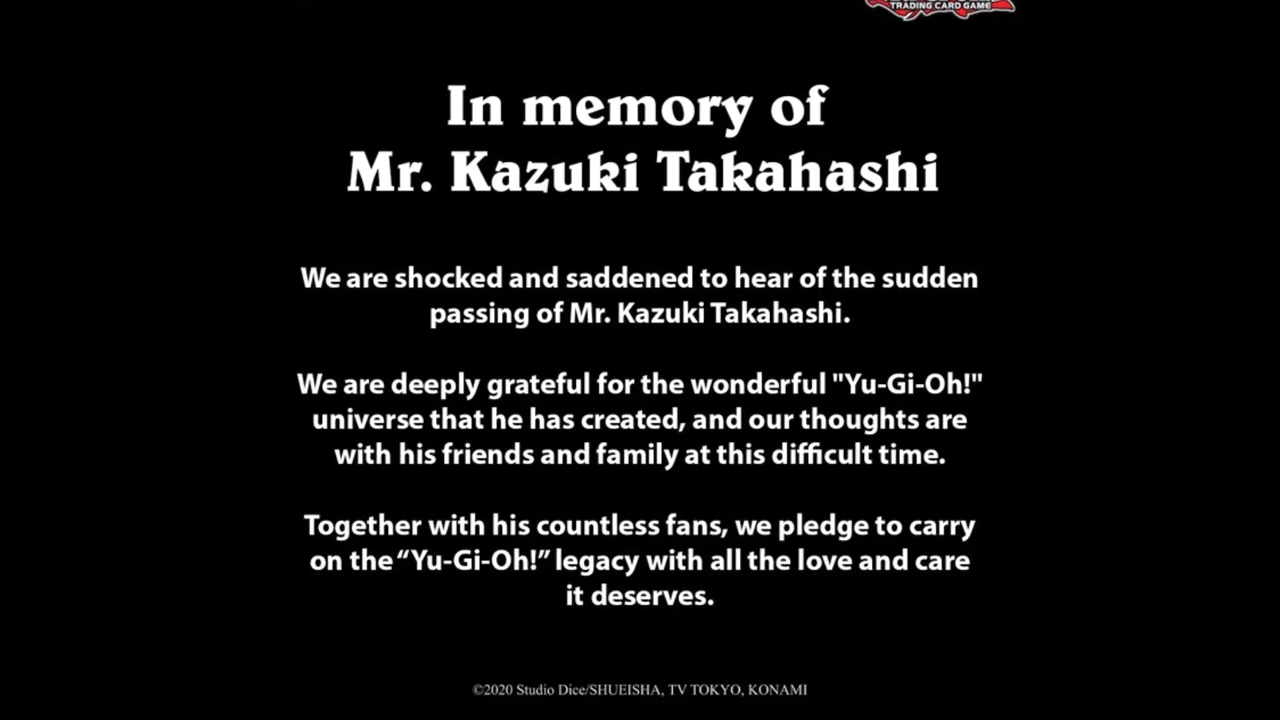 TRADING CARD GAME
In memory of
Mr. Kazuki Takahashi
We are shocked and saddened to hear of the sudden
passing of Mr. Kazuki Takahashi.
We are deeply grateful for the wonderful "Yu-Gi-Oh!"
universe that he has created, and our thoughts are
with his friends and family at this difficult time.
Together with his countless fans, we pledge to carry
on the “Yu-Gi-Oh!” legacy with all the love and care
it deserves.
©2020 Studio Dice/SHUEISHA, TV TOKYO, KONAMI